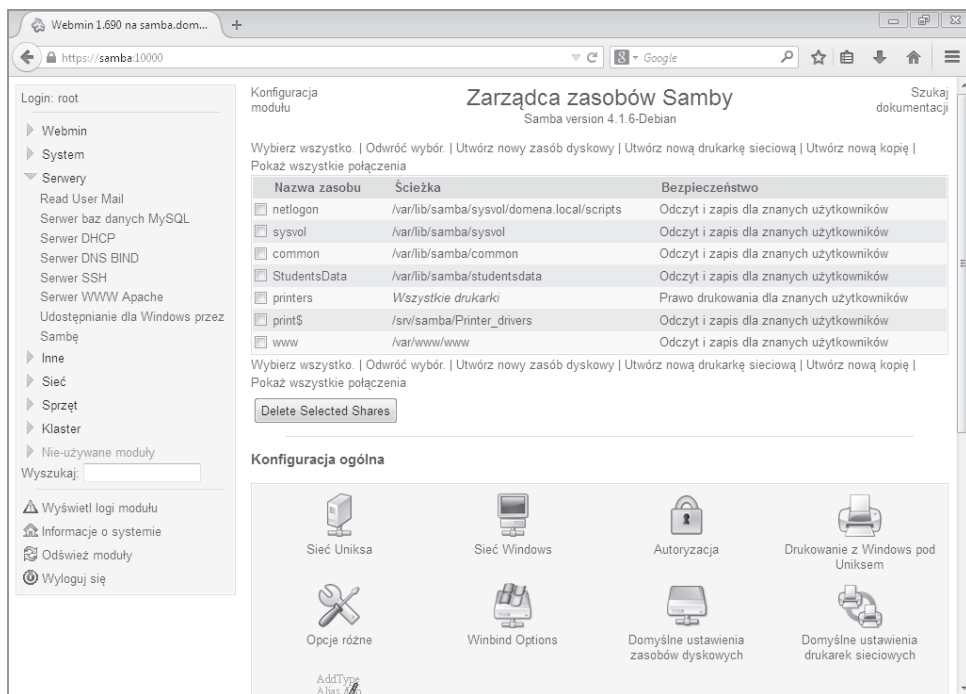 Webmin 1.690 na samba.dom...
https://samba:10000
Google
Login: root
Webmin
System
Serwery
Read User Mail
Serwer baz danych MySQL
Serwer DHCP
Serwer DNS BIND
Serwer SSH
Serwer WWW Apache
Udostępnianie dla Windows przez
Sambę
Inne
Sieć
Sprzęt
Klaster
Nie-używane moduły
Wyszukaj:
Wyświetl logi modułu
Informacje o systemie
Odśwież moduły
Wyloguj się
Konfiguracja
modułu
Zarządca zasobów Samby
Samba version 4.1.6-Debian
Szukaj
dokumentacji
Wybierz wszystko. | Odwróć wybór. | Utwórz nowy zasób dyskowy | Utwórz nową drukarkę sieciową | Utwórz nową kopię |
Pokaż wszystkie połączenia
Nazwa zasobu Ścieżka Bezpieczeństwo
netlogon /var/lib/samba/sysvol/domena.local/scripts Odczyt i zapis dla znanych użytkowników
sysvol /var/lib/samba/sysvol Odczyt i zapis dla znanych użytkowników
common /var/lib/samba/common Odczyt i zapis dla znanych użytkowników
StudentsData /var/lib/samba/studentsdata Odczyt i zapis dla znanych użytkowników
printers Wszystkie drukarki Prawo drukowania dla znanych użytkowników
print$ /srv/samba/Printer_drivers Odczyt i zapis dla znanych użytkowników
www /var/www/www Odczyt i zapis dla znanych użytkowników
Wybierz wszystko. | Odwróć wybór. | Utwórz nowy zasób dyskowy | Utwórz nową drukarkę sieciową | Utwórz nową kopię |
Pokaż wszystkie połączenia
Delete Selected Shares
Konfiguracja ogólna
Sieć Uniksa
Sieć Windows
Autoryzacja
Drukowanie z Windows pod
Uniksem
Opcje różne
Winbind Options
Domyślne ustawienia
zasobów dyskowych
Domyślne ustawienia
drukarek sieciowych
AddType
Alias